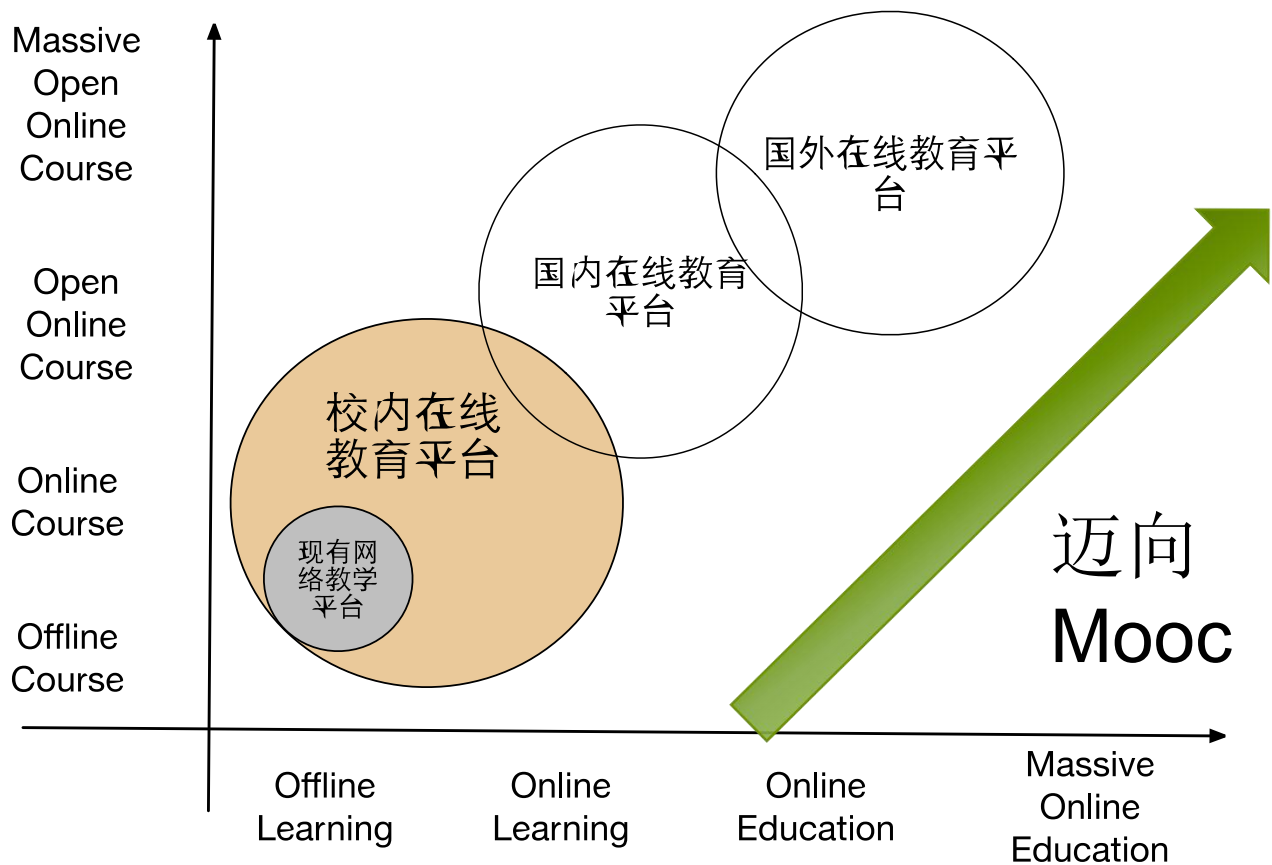 Massive
Open
Online
Course
国外在线教育平
台
国内在线教育
平台
Open
Online
Course
校内在线
教育平台
Online
Course
现有网
络教学
平台
迈向
Mooc
Offline
Course
Offline
Learning
Online
Learning
Online
Education
Massive
Online
Education